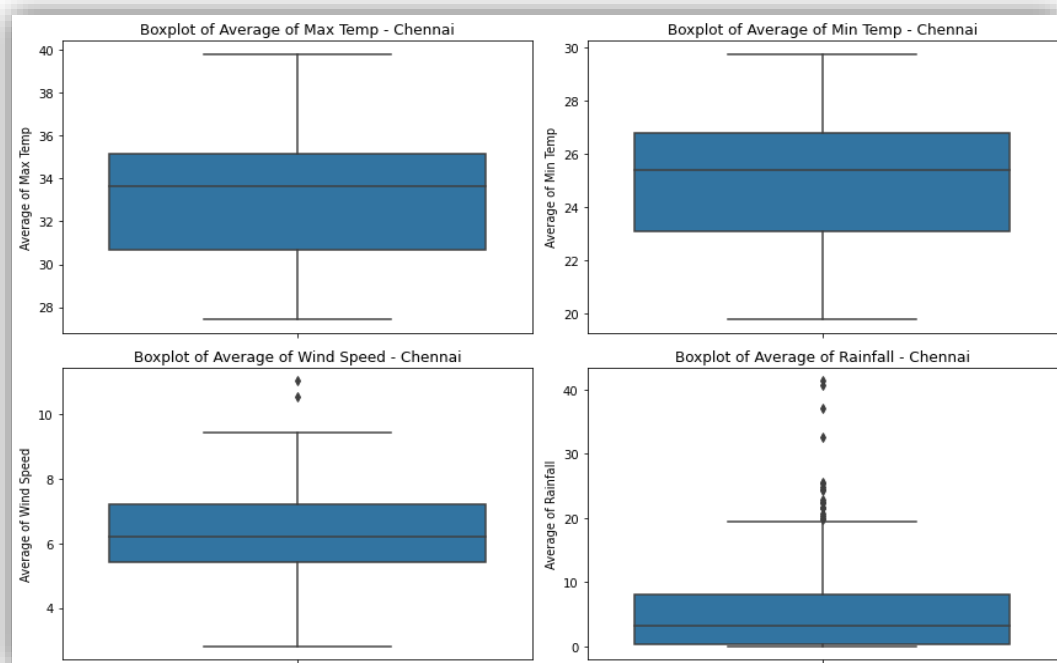 Boxplot of Average of Max Temp - Chennai
Average of Max Temp
40
38
36
34
32
30
28
Boxplot of Average of Min Temp - Chennai
Average of Min Temp
30
28
26
24
22
20
Boxplot of Average of Wind Speed - Chennai
Average of Wind Speed
10
8
6
4
Boxplot of Average of Rainfall - Chennai
Average of Rainfall
40
30
20
10
0